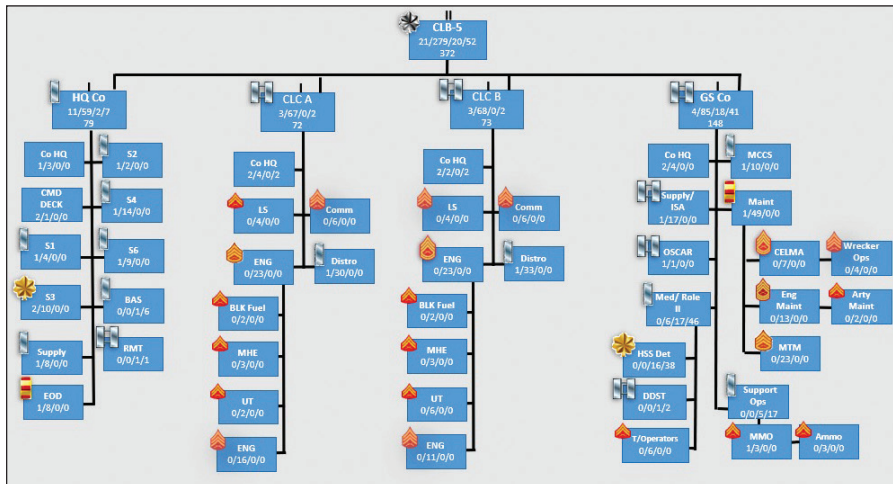 CLB-5
21/279/20/52
372
HQ Co
11/59/2/7
79
Co HQ
1/3/0/0
S2
1/2/0/0
CMD
DECK
2/1/0/0
S4
1/14/0/0
S1
1/4/0/0
S6
1/9/0/0
S3
2/10/0/0
BAS
0/0/1/6
Supply
1/8/0/0
RMT
0/0/1/1
EOD
1/8/0/0
CLC A
3/67/0/2
72
Co HQ
2/4/0/2
LS
0/4/0/0
Comm
0/6/0/0
ENG
0/23/0/0
Distro
1/30/0/0
BLK Fuel
0/2/0/0
MHE
0/3/0/0
UT
0/2/0/0
ENG
0/16/0/0
CLC B
3/68/0/2
73
Co HQ
2/2/0/2
LS
0/4/0/0
Comm
0/6/0/0
ENG
0/23/0/0
Distro
1/33/0/0
BLK Fuel
0/2/0/0
MHE
0/3/0/0
UT
0/6/0/0
ENG
0/11/0/0
GS Co
4/85/18/41
148
Co HQ
2/4/0/0
MCCS
1/10/0/0
Supply/
ISA
1/17/0/0
Maint
1/49/0/0
OSCAR
1/1/0/0
CELMA
0/7/0/0
Wrecker
Ops
0/4/0/0
Med/ Role
II
0/6/17/46
Eng
Maint
0/13/0/0
Arty
Maint
0/2/0/0
HSS Det
0/0/16/38
MTM
0/23/0/0
DDST
0/0/1/2
Support
Ops
0/0/5/17
T/Operators
0/6/0/0
MMO
1/3/0/0
Ammo
0/3/0/0